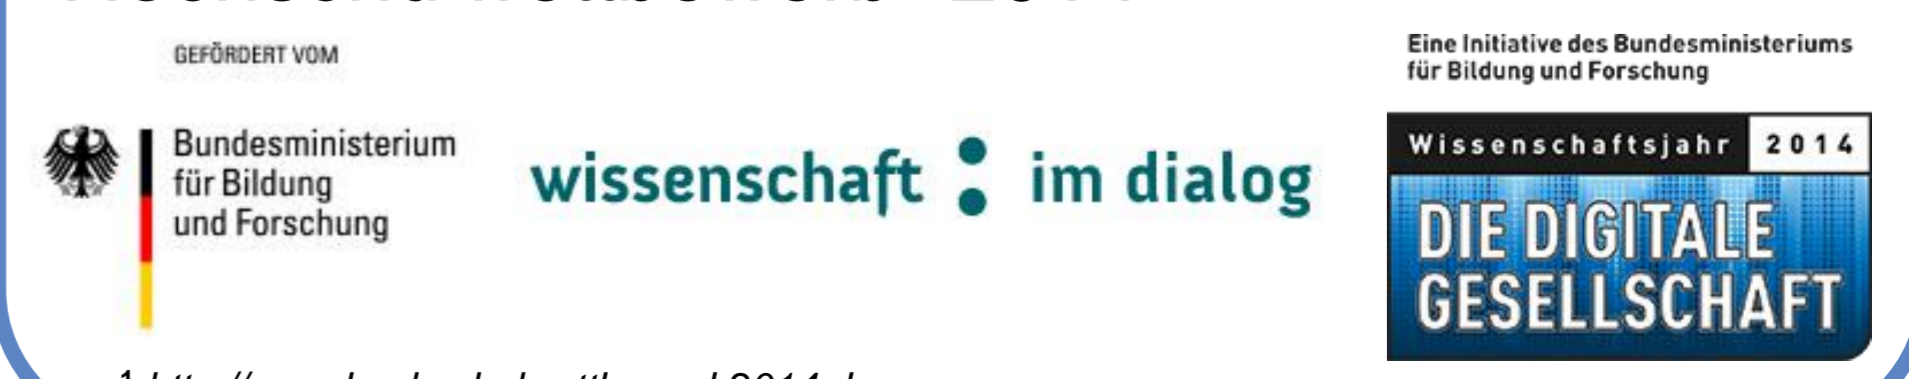 GEFÖRDERT VOM
Bundesministerium
für Bildung
und Forschung
wissenschaft : im dialog
Eine Initiative des Bundesministeriums
für Bildung und Forschung
Wissenschaftsjahr 2014
DIE DIGITALE
GESELLSCHAFT